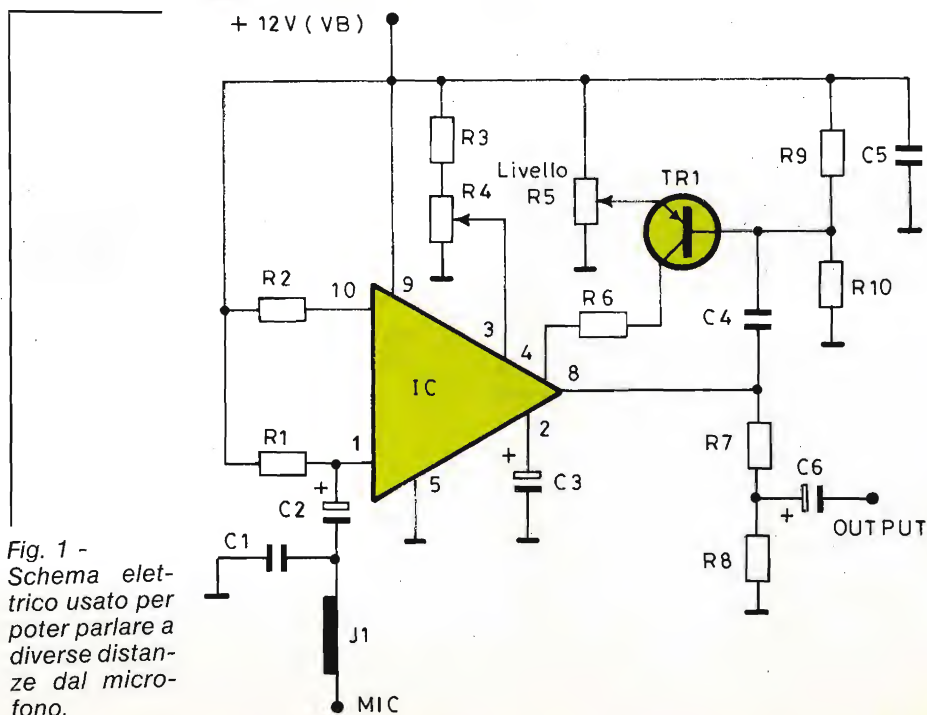 + 12V ( VB )
R3
R4
Livello
R5
TR1
R9
C5
R2
10
9
3
4
R6
8
C4
R10
IC
R1
1
2
5
+
C2
+
C3
R7
C6
+
OUTPUT
R8
C1
J1
MIC
Fig. 1 -
Schema elet-
trico usato per
poter parlare a
diverse distan-
ze dal micro-
fono.